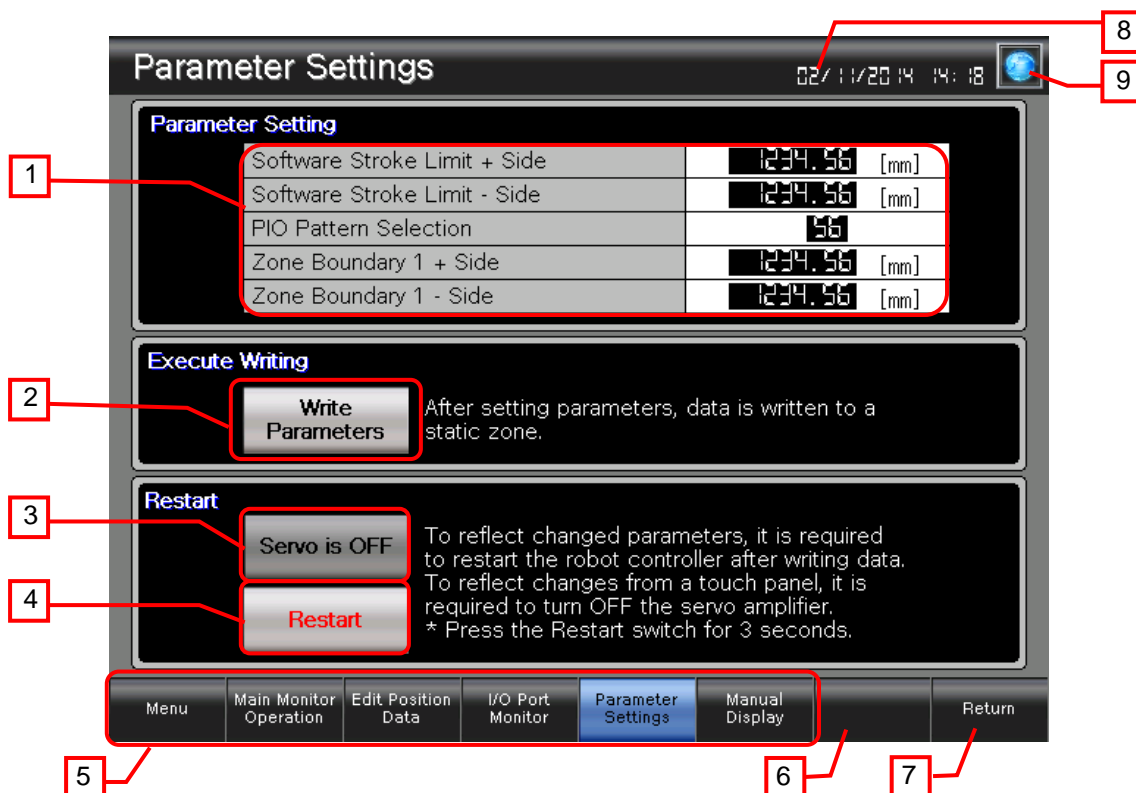 8
Parameter Settings
02/11/2014 14:18
9
Parameter Setting
1
Software Stroke Limit + Side 1234.56 [mm]
Software Stroke Limit - Side 1234.56 [mm]
PIO Pattern Selection 56
Zone Boundary 1 + Side 1234.56 [mm]
Zone Boundary 1 - Side 1234.56 [mm]
Execute Writing
2
Write
Parameters
After setting parameters, data is written to a
static zone.
Restart
3
Servo is OFF
4
Restart
To reflect changed parameters, it is required
to restart the robot controller after writing data.
To reflect changes from a touch panel, it is
required to turn OFF the servo amplifier.
* Press the Restart switch for 3 seconds.
Menu
Main Monitor
Operation
Edit Position
Data
I/O Port
Monitor
Parameter
Settings
Manual
Display
Return
5
6
7